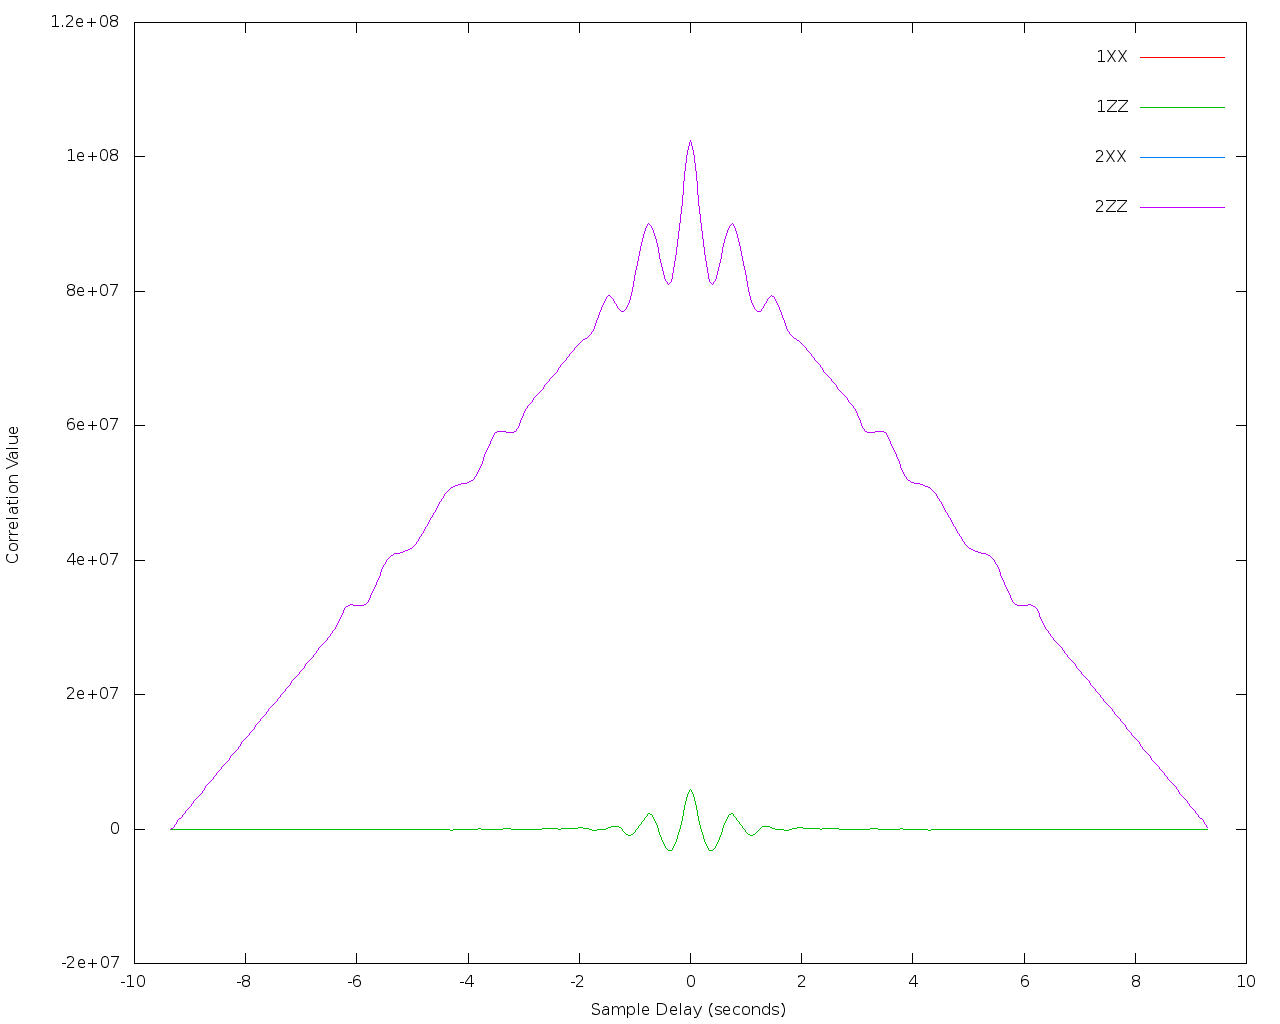 1.2e+08
1e+08
8e+07
6e+07
4e+07
2e+07
0
-2e+07
-10
-8
-6
-4
-2
0
2
4
6
8
10
Correlation Value
Sample Delay (seconds)
1XX
1ZZ
2XX
2ZZ